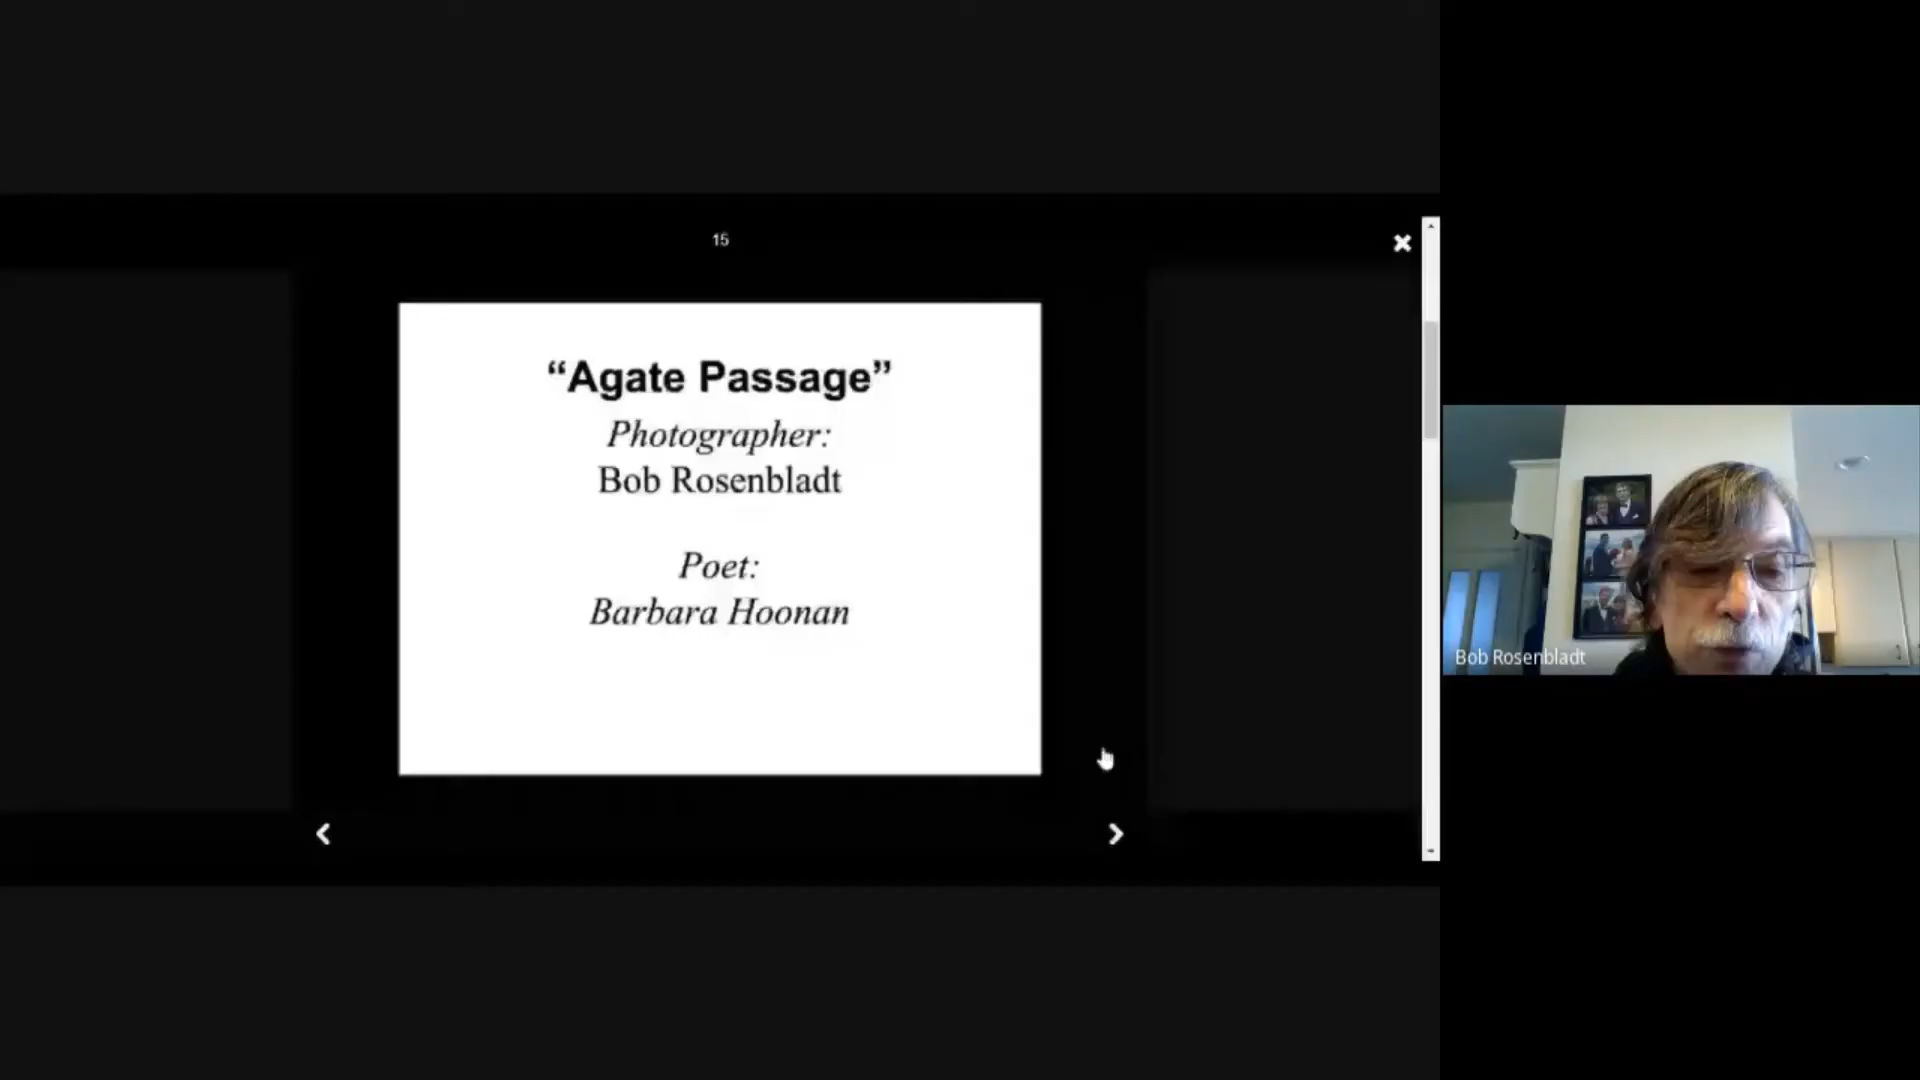 15
“Agate Passage”
Photographer:
Bob Rosenbladt
Poet:
Barbara Hoonan
Bob Rosenbladt